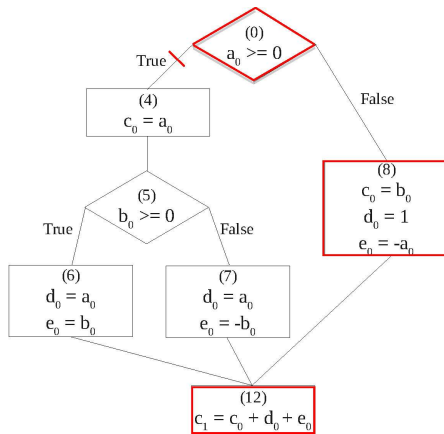 (0)
a₀ >= 0
True
False
(4)
c₀ = a₀
(5)
b₀ >= 0
True
False
(8)
c₀ = b₀
d₀ = 1
e₀ = -a₀
(6)
d₀ = a₀
e₀ = b₀
(7)
d₀ = a₀
e₀ = -b₀
(12)
c₁ = c₀ + d₀ + e₀